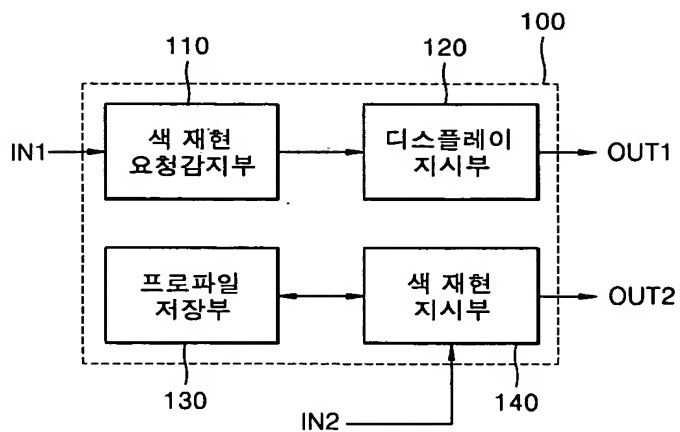 110
120
100
IN1
색 재현
요청감지부
디스플레이
지시부
OUT1
프로파일
저장부
색 재현
지시부
OUT2
130
IN2
140